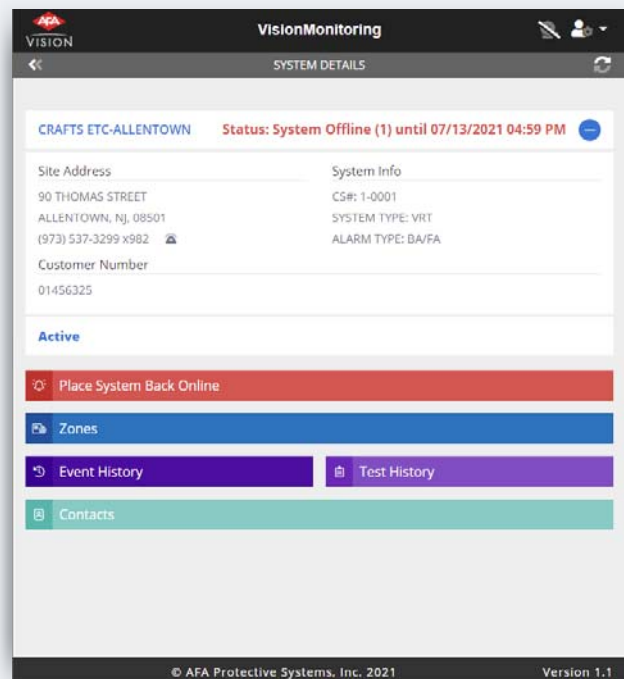 AFA
VISION
VisionMonitoring
SYSTEM DETAILS
CRAFTS ETC-ALLENTOWN Status: System Offline (1) until 07/13/2021 04:59 PM
Site Address
90 THOMAS STREET
ALLENTOWN, NJ, 08501
(973) 537-3299 x982
Customer Number
01456325
System Info
CS#: 1-0001
SYSTEM TYPE: VRT
ALARM TYPE: BA/FA
Active
Place System Back Online
Zones
Event History
Test History
Contacts
© AFA Protective Systems, Inc. 2021 Version 1.1